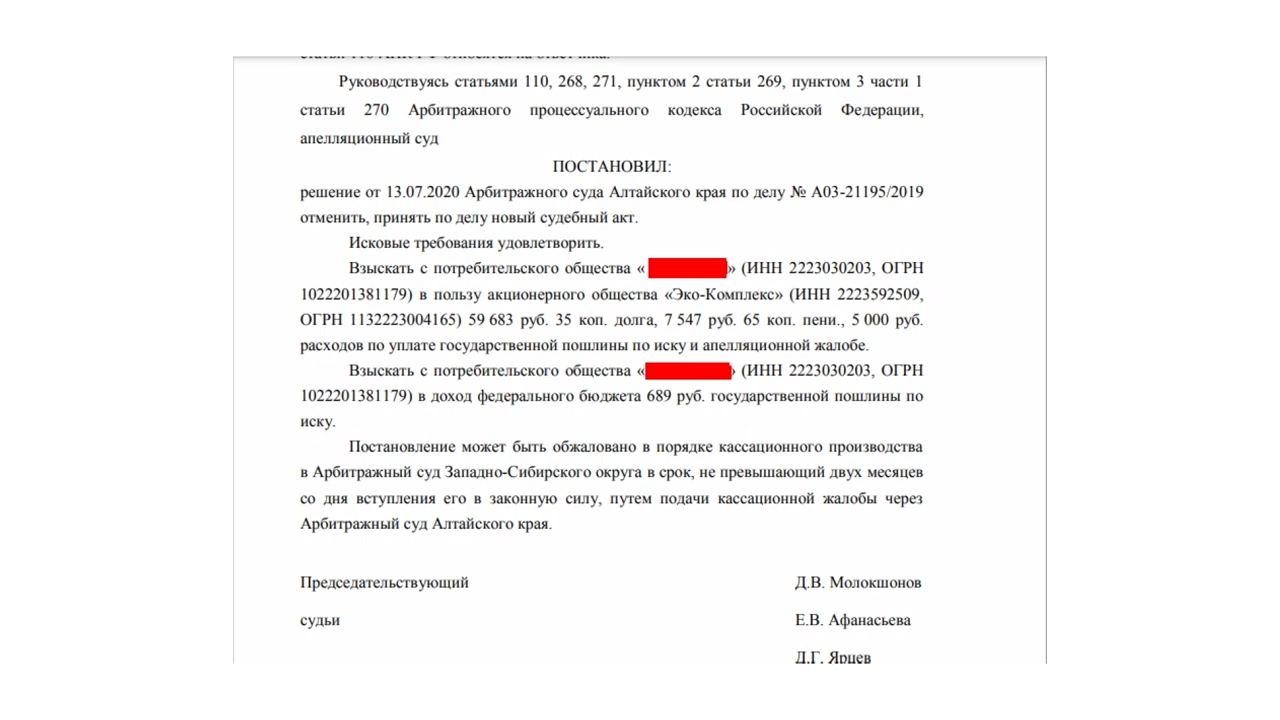 статьи 110 АПК РФ относятся на ответчика.
Руководствуясь статьями 110, 268, 271, пунктом 2 статьи 269, пунктом 3 части 1
статьи 270 Арбитражного процессуального кодекса Российской Федерации,
апелляционный суд
ПОСТАНОВИЛ:
решение от 13.07.2020 Арбитражного суда Алтайского края по делу № А03-21195/2019
отменить, принять по делу новый судебный акт.
Исковые требования удовлетворить.
Взыскать с потребительского общества « » (ИНН 2223030203, ОГРН
1022201381179) в пользу акционерного общества «Эко-Комплекс» (ИНН 2223592509,
ОГРН 1132223004165) 59 683 руб. 35 коп. долга, 7 547 руб. 65 коп. пени., 5 000 руб.
расходов по уплате государственной пошлины по иску и апелляционной жалобе.
Взыскать с потребительского общества « » (ИНН 2223030203, ОГРН
1022201381179) в доход федерального бюджета 689 руб. государственной пошлины по
иску.
Постановление может быть обжаловано в порядке кассационного производства
в Арбитражный суд Западно-Сибирского округа в срок, не превышающий двух месяцев
со дня вступления его в законную силу, путем подачи кассационной жалобы через
Арбитражный суд Алтайского края.
Председательствующий Д.В. Молокшонов
судьи Е.В. Афанасьева
Д.Г. Ярцев